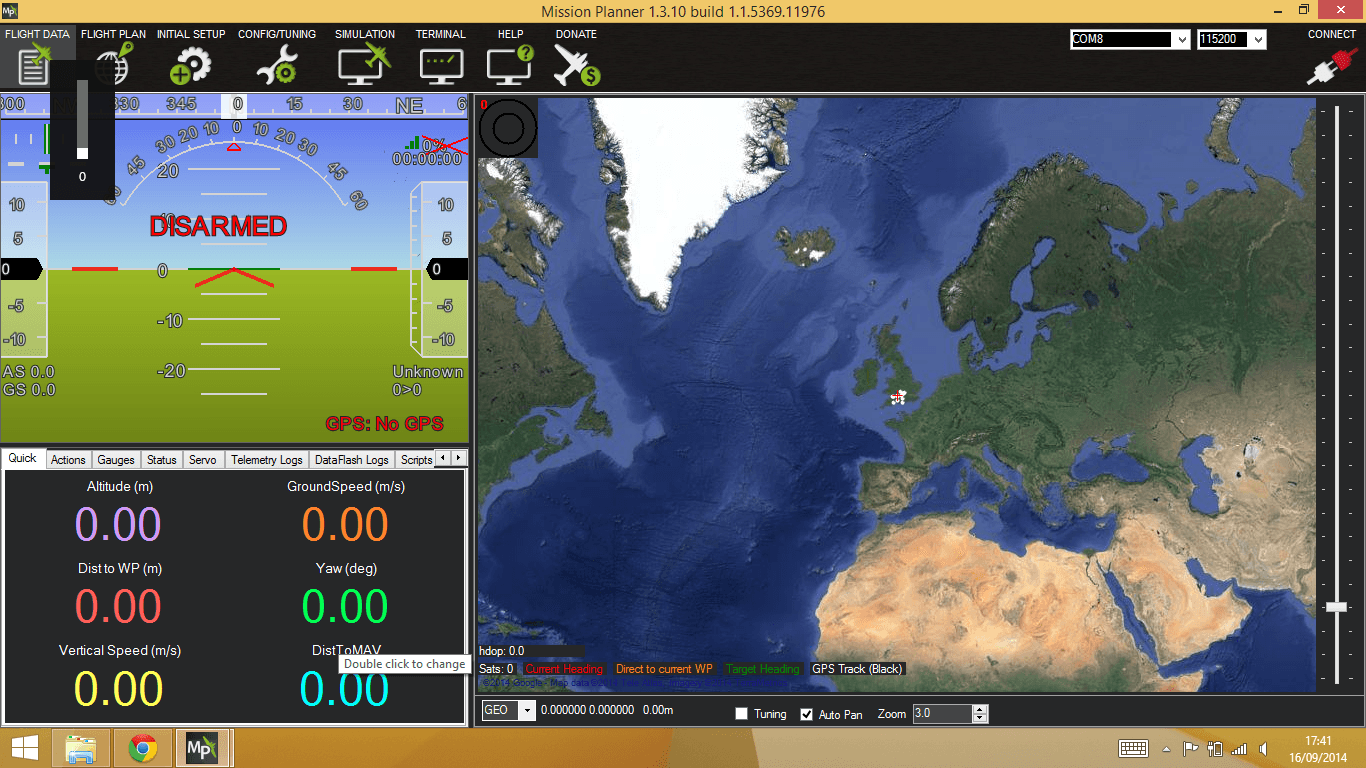 Mission Planner 1.3.10 build 1.1.5369.11976
FLIGHT DATA FLIGHT PLAN INITIAL SETUP CONFIG/TUNING SIMULATION TERMINAL HELP DONATE COM8 115200 CONNECT
300 330 345 0 15 30 NE 6
60 45 30 20 10 0 10 20 30 45 60
0%
00:00:00
0
20
10
DISARMED
10 10
5 5
0 0 0
-5 -5
-10 -10 -10
-20
AS 0.0 Unknown
GS 0.0 0>0
GPS: No GPS
0
Quick Actions Gauges Status Servo Telemetry Logs DataFlash Logs Scripts
Altitude (m) GroundSpeed (m/s)
0.00 0.00
Dist to WP (m) Yaw (deg)
0.00 0.00
Vertical Speed (m/s) DistToMAV
Double click to change
0.00 0.00
hdop: 0.0
Sats: 0 Current Heading Direct to current WP Target Heading GPS Track (Black)
©2014 Google - Map data ©2014
GEO 0.000000 0.000000 0.00m Tuning Auto Pan Zoom 3.0
Mp
17:41
16/09/2014